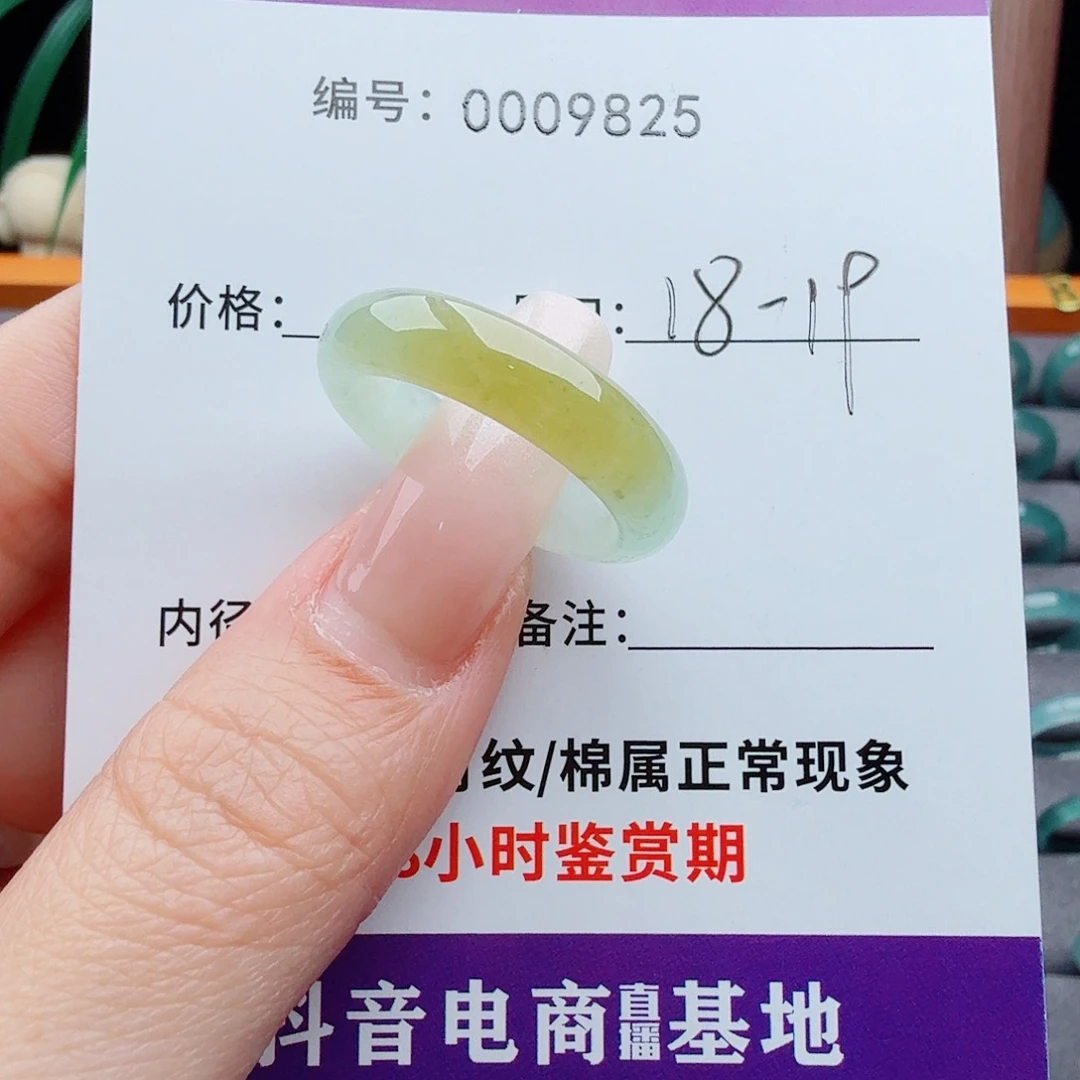 编号：0009825
价格：
：18-19
内径
备注：
纹/棉属正常现象
小时鉴赏期
抖音电商直播基地